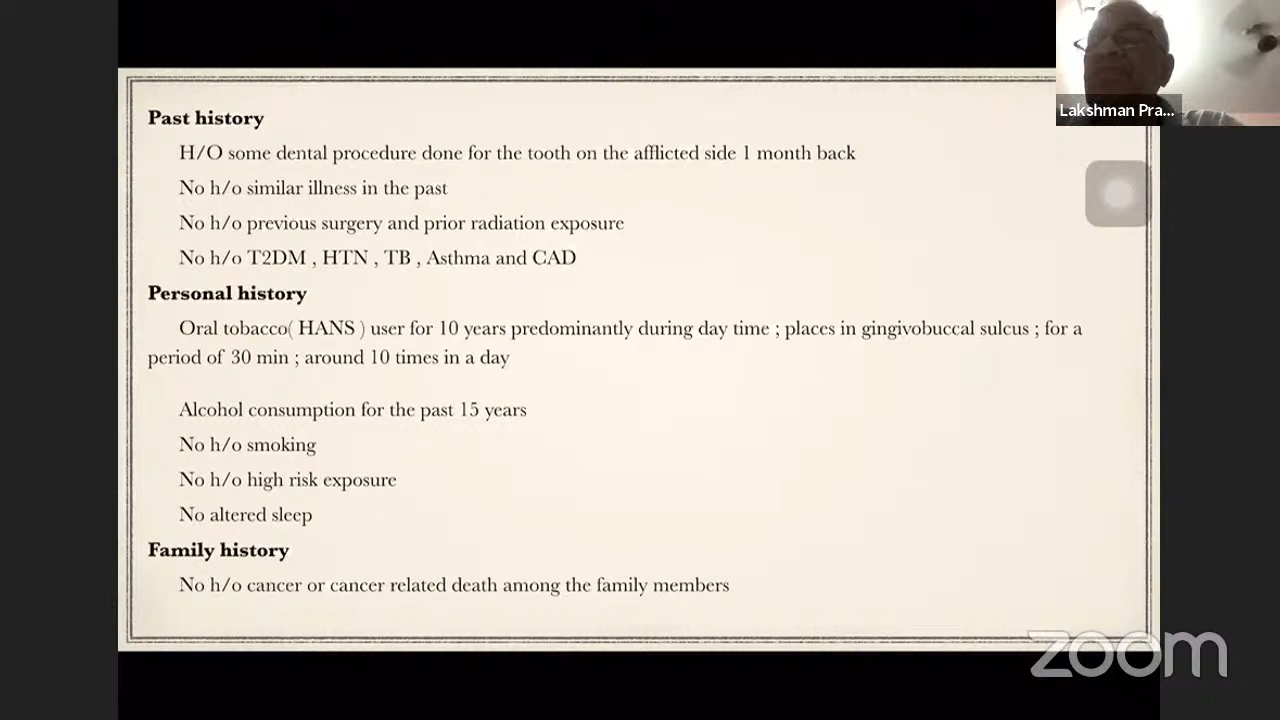 Past history
H/O some dental procedure done for the tooth on the afflicted side 1 month back
No h/o similar illness in the past
No h/o previous surgery and prior radiation exposure
No h/o T2DM , HTN , TB , Asthma and CAD
Personal history
Oral tobacco( HANS ) user for 10 years predominantly during day time ; places in gingivobuccal sulcus ; for a
period of 30 min ; around 10 times in a day
Alcohol consumption for the past 15 years
No h/o smoking
No h/o high risk exposure
No altered sleep
Family history
No h/o cancer or cancer related death among the family members
Lakshman Pra...
zoom